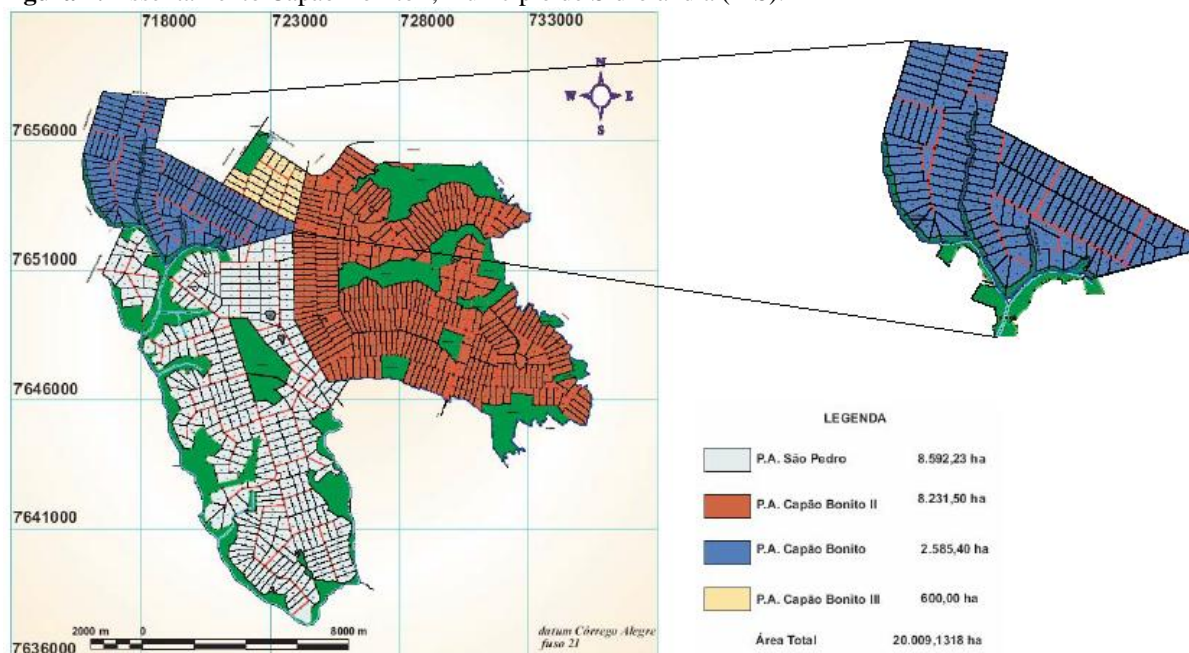 718000 723000 728000 733000
N
W E
S
7656000
7651000
7646000
7641000
7636000
2000 m 0 8000 m
datum Córrego Alegre
fuso 21
LEGENDA
P.A. São Pedro 8.592,23 ha
P.A. Capão Bonito II 8.231,50 ha
P.A. Capão Bonito 2.585,40 ha
P.A. Capão Bonito III 600,00 ha
Área Total 20.009,1318 ha